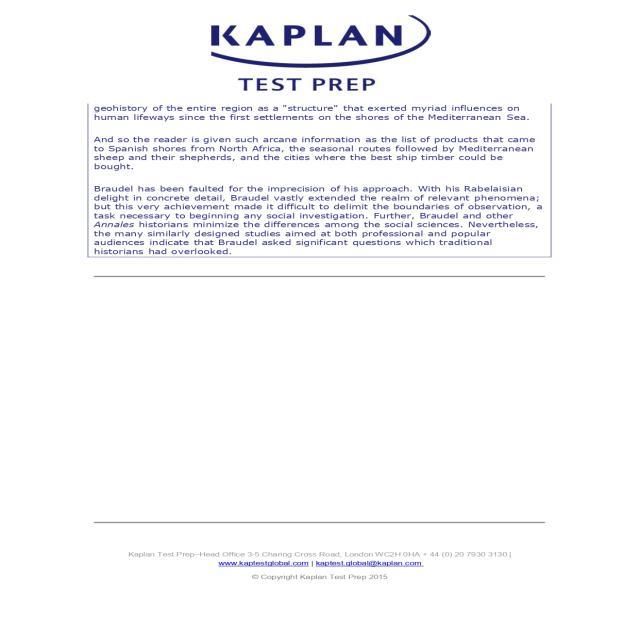 KAPLAN
TEST PREP
geohistory of the entire region as a "structure" that exerted myriad influences on
human lifeways since the first settlements on the shores of the Mediterranean Sea.
And so the reader is given such arcane information as the list of products that came
to Spanish shores from North Africa, the seasonal routes followed by Mediterranean
sheep and their shepherds, and the cities where the best ship timber could be
bought.
Braudel has been faulted for the imprecision of his approach. With his Rabelaisian
delight in concrete detail, Braudel vastly extended the realm of relevant phenomena;
but this very achievement made it difficult to delimit the boundaries of observation, a
task necessary to beginning any social investigation. Further, Braudel and other
Annales historians minimize the differences among the social sciences. Nevertheless,
the many similarly designed studies aimed at both professional and popular
audiences indicate that Braudel asked significant questions which traditional
historians had overlooked.
Kaplan Test Prep–Head Office 3-5 Charing Cross Road, London WC2H 0HA + 44 (0) 20 7930 3130 |
www.kaptestglobal.com | kaptest.global@kaplan.com
© Copyright Kaplan Test Prep 2015